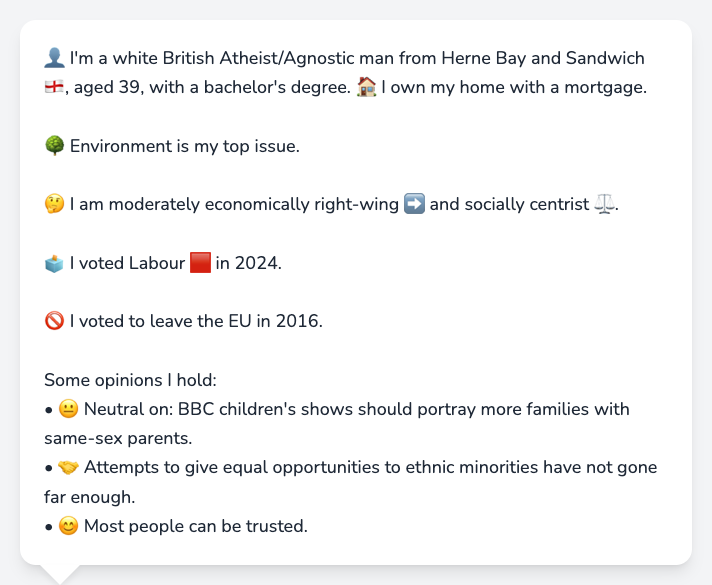 👤 I'm a white British Atheist/Agnostic man from Herne Bay and Sandwich
🏴󠁧󠁢󠁥󠁮󠁧󠁿, aged 39, with a bachelor's degree. 🏠 I own my home with a mortgage.
🌳 Environment is my top issue.
🤔 I am moderately economically right-wing ➡️ and socially centrist ⚖️.
🗳️ I voted Labour 🟥 in 2024.
🚫 I voted to leave the EU in 2016.
Some opinions I hold:
• 😐 Neutral on: BBC children's shows should portray more families with
same-sex parents.
• 🤝 Attempts to give equal opportunities to ethnic minorities have not gone
far enough.
• 😊 Most people can be trusted.